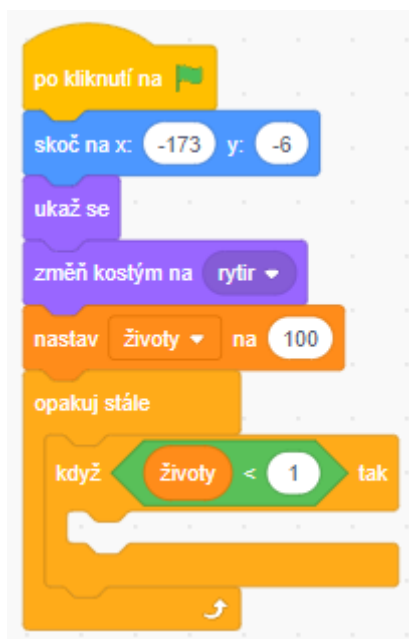 po kliknutí na
skoč na x: -173 y: -6
ukaž se
změň kostým na rytir
nastav životy na 100
opakuj stále
když životy < 1 tak